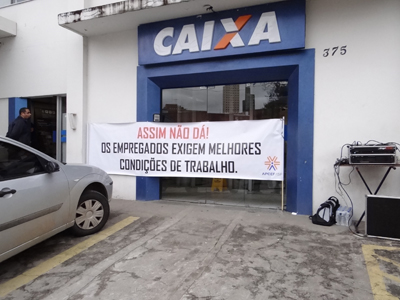 CAIXA
375
ASSIM NÃO DÁ!
OS EMPREGADOS EXIGEM MELHORES
CONDIÇÕES DE TRABALHO.